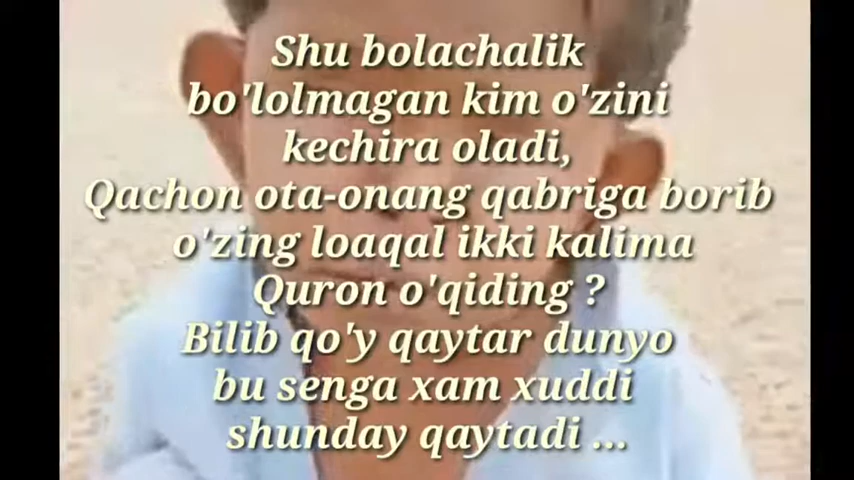 Shu bolachalik
bo'lolmagan kim o'zini
kechira oladi,
Qachon ota-onang qabriga borib
o'zing loaqal ikki kalima
Quron o'qiding ?
Bilib qo'y qaytar dunyo
bu senga xam xuddi
shunday qaytadi ...